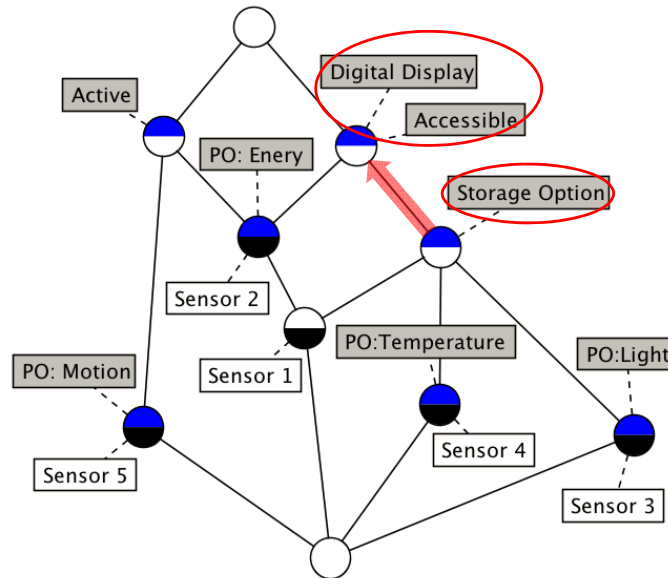 Digital Display
Active
Accessible
PO: Enery
Storage Option
Sensor 2
PO:Temperature
PO:Light
Sensor 1
PO: Motion
Sensor 4
Sensor 5
Sensor 3